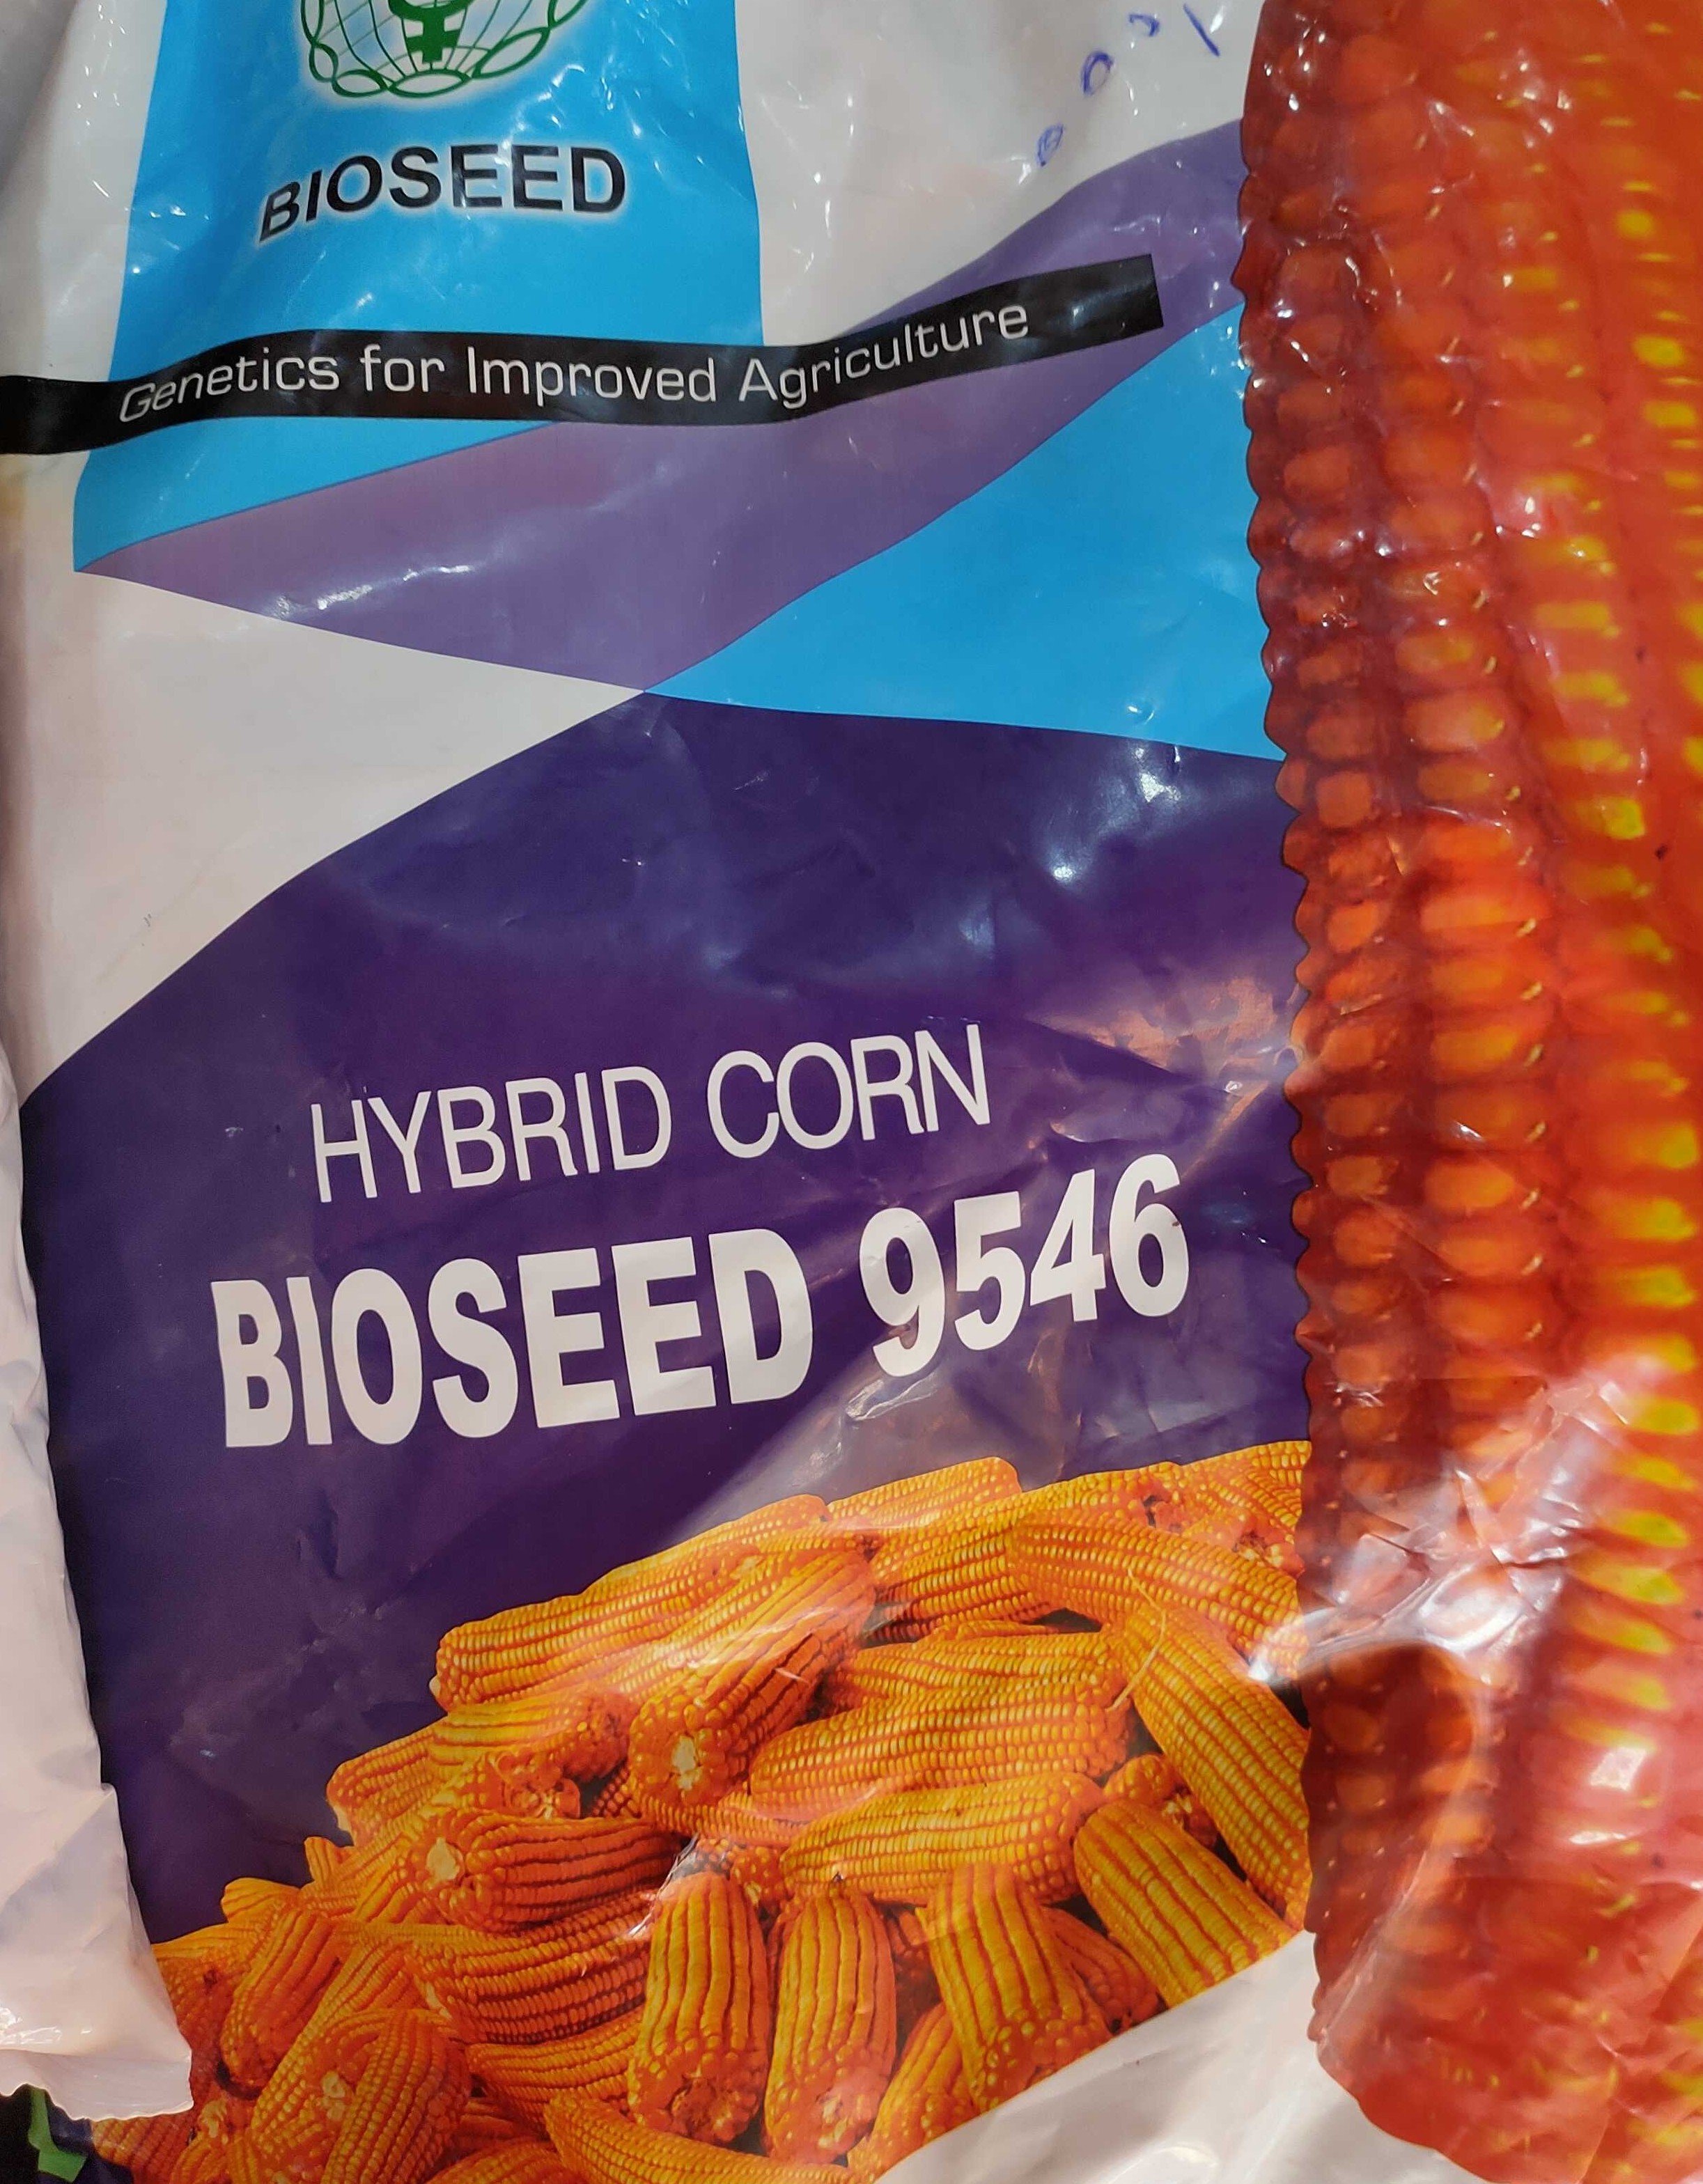 BIOSEED
Genetics for Improved Agriculture
HYBRID CORN
BIOSEED 9546